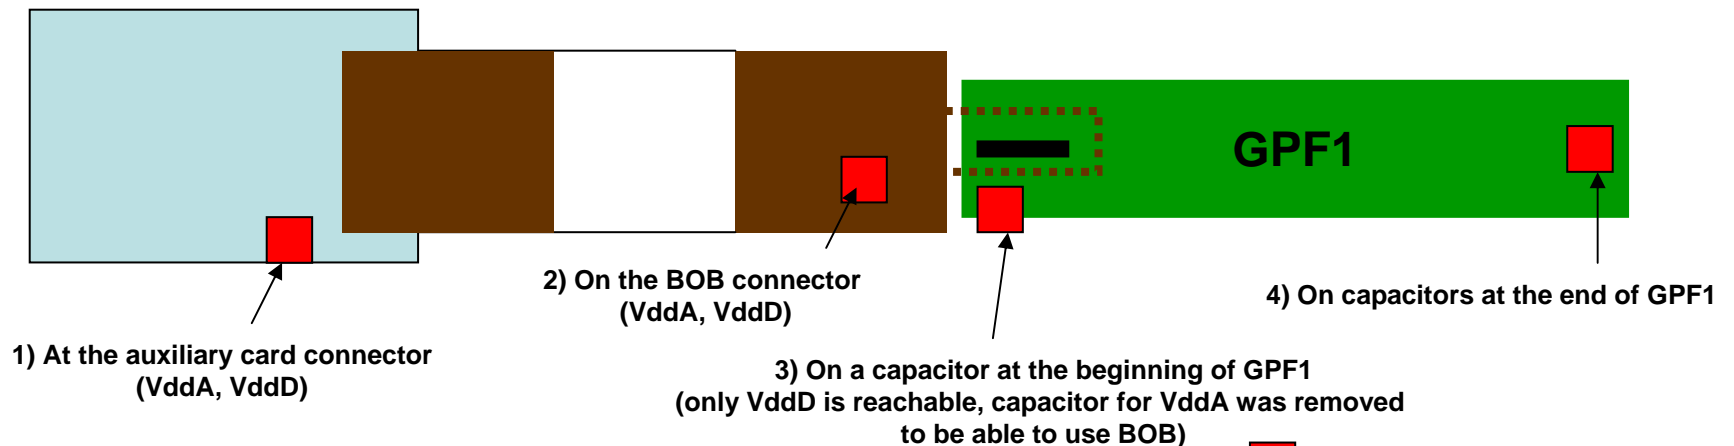 GPF1
2) On the BOB connector
(VddA, VddD)
4) On capacitors at the end of GPF1
1) At the auxiliary card connector
(VddA, VddD)
3) On a capacitor at the beginning of GPF1
(only VddD is reachable, capacitor for VddA was removed
to be able to use BOB)